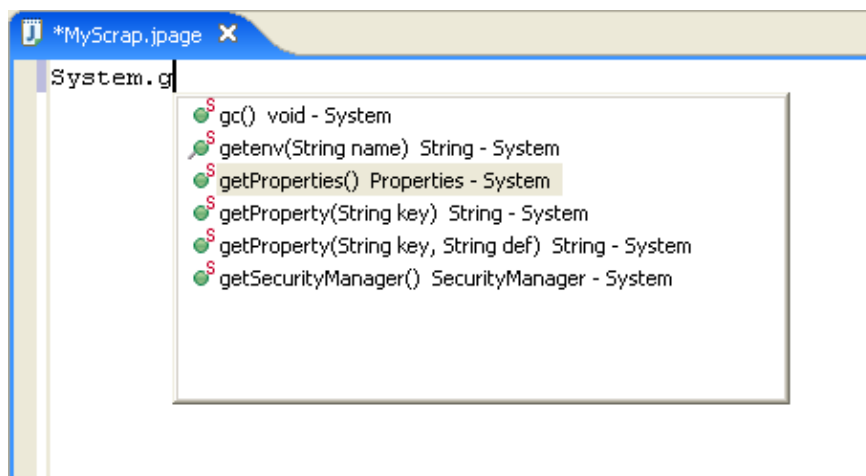 *MyScrap.jpage
System.g
S gc() void - System
S getenv(String name) String - System
S getProperties() Properties - System
S getProperty(String key) String - System
S getProperty(String key, String def) String - System
S getSecurityManager() SecurityManager - System